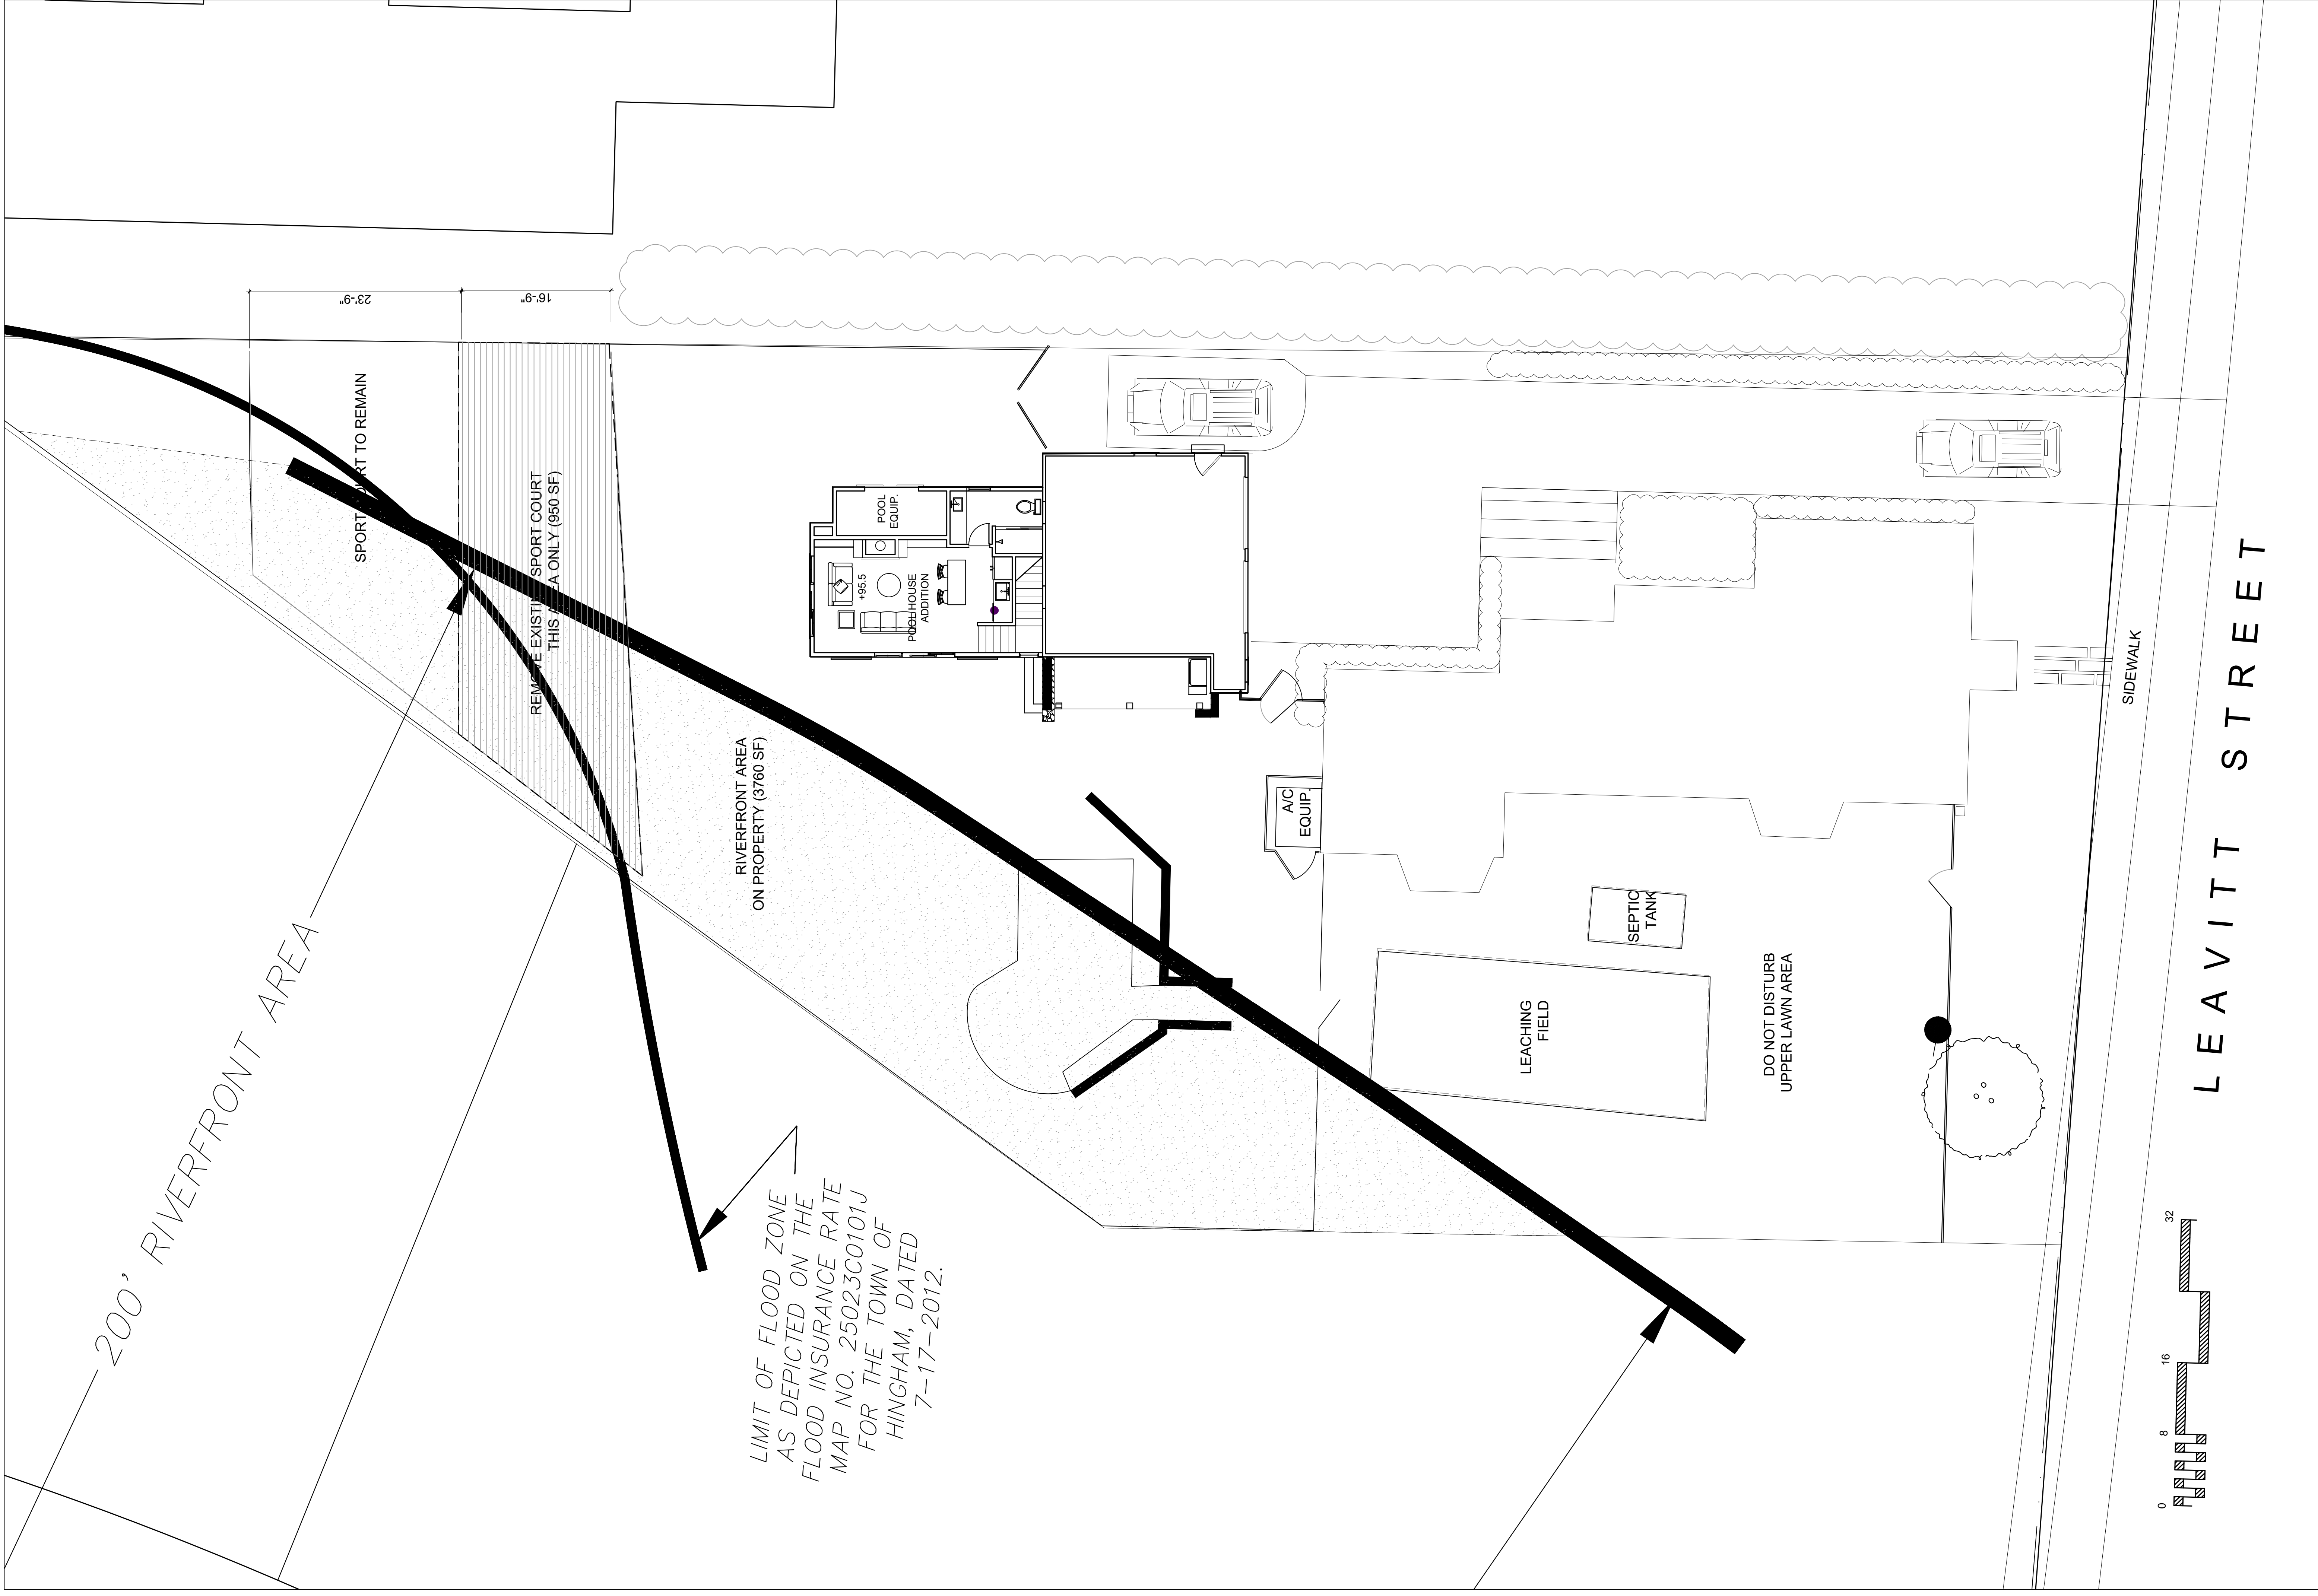 23'-9"
16'-9"
SPORT COURT TO REMAIN
REMOVE EXISTING SPORT COURT
THIS AREA ONLY (950 SF)
POOL
EQUIP.
+95.5
POOL HOUSE
ADDITION
RIVERFRONT AREA
ON PROPERTY (3760 SF)
200' RIVERFRONT AREA
LIMIT OF FLOOD ZONE
AS DEPICTED ON THE
FLOOD INSURANCE RATE
MAP NO. 25023C0101J
FOR THE TOWN OF
HINGHAM, DATED
7-17-2012.
A/C
EQUIP.
SEPTIC
TANK
LEACHING
FIELD
DO NOT DISTURB
UPPER LAWN AREA
SIDEWALK
LEAVITT STREET
0
8
16
32